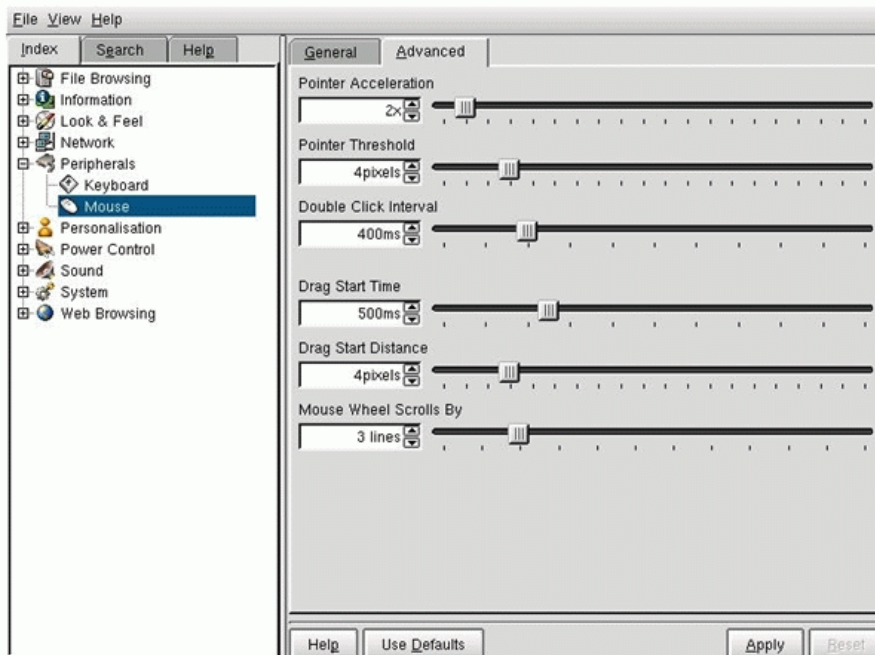 File View Help
Index Search Help
File Browsing
Information
Look & Feel
Network
Peripherals
Keyboard
Mouse
Personalisation
Power Control
Sound
System
Web Browsing
General Advanced
Pointer Acceleration
2x
Pointer Threshold
4pixels
Double Click Interval
400ms
Drag Start Time
500ms
Drag Start Distance
4pixels
Mouse Wheel Scrolls By
3 lines
Help Use Defaults Apply Reset